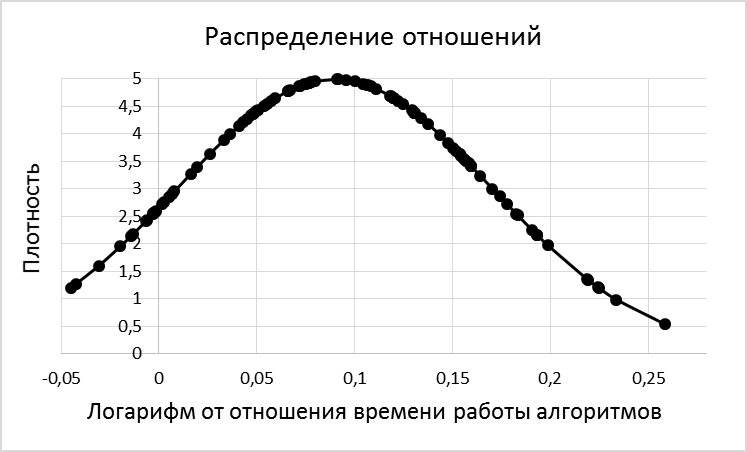 Распределение отношений
5
4,5
4
3,5
3
2,5
2
1,5
1
0,5
0
Плотность
-0,05 0 0,05 0,1 0,15 0,2 0,25
Логарифм от отношения времени работы алгоритмов